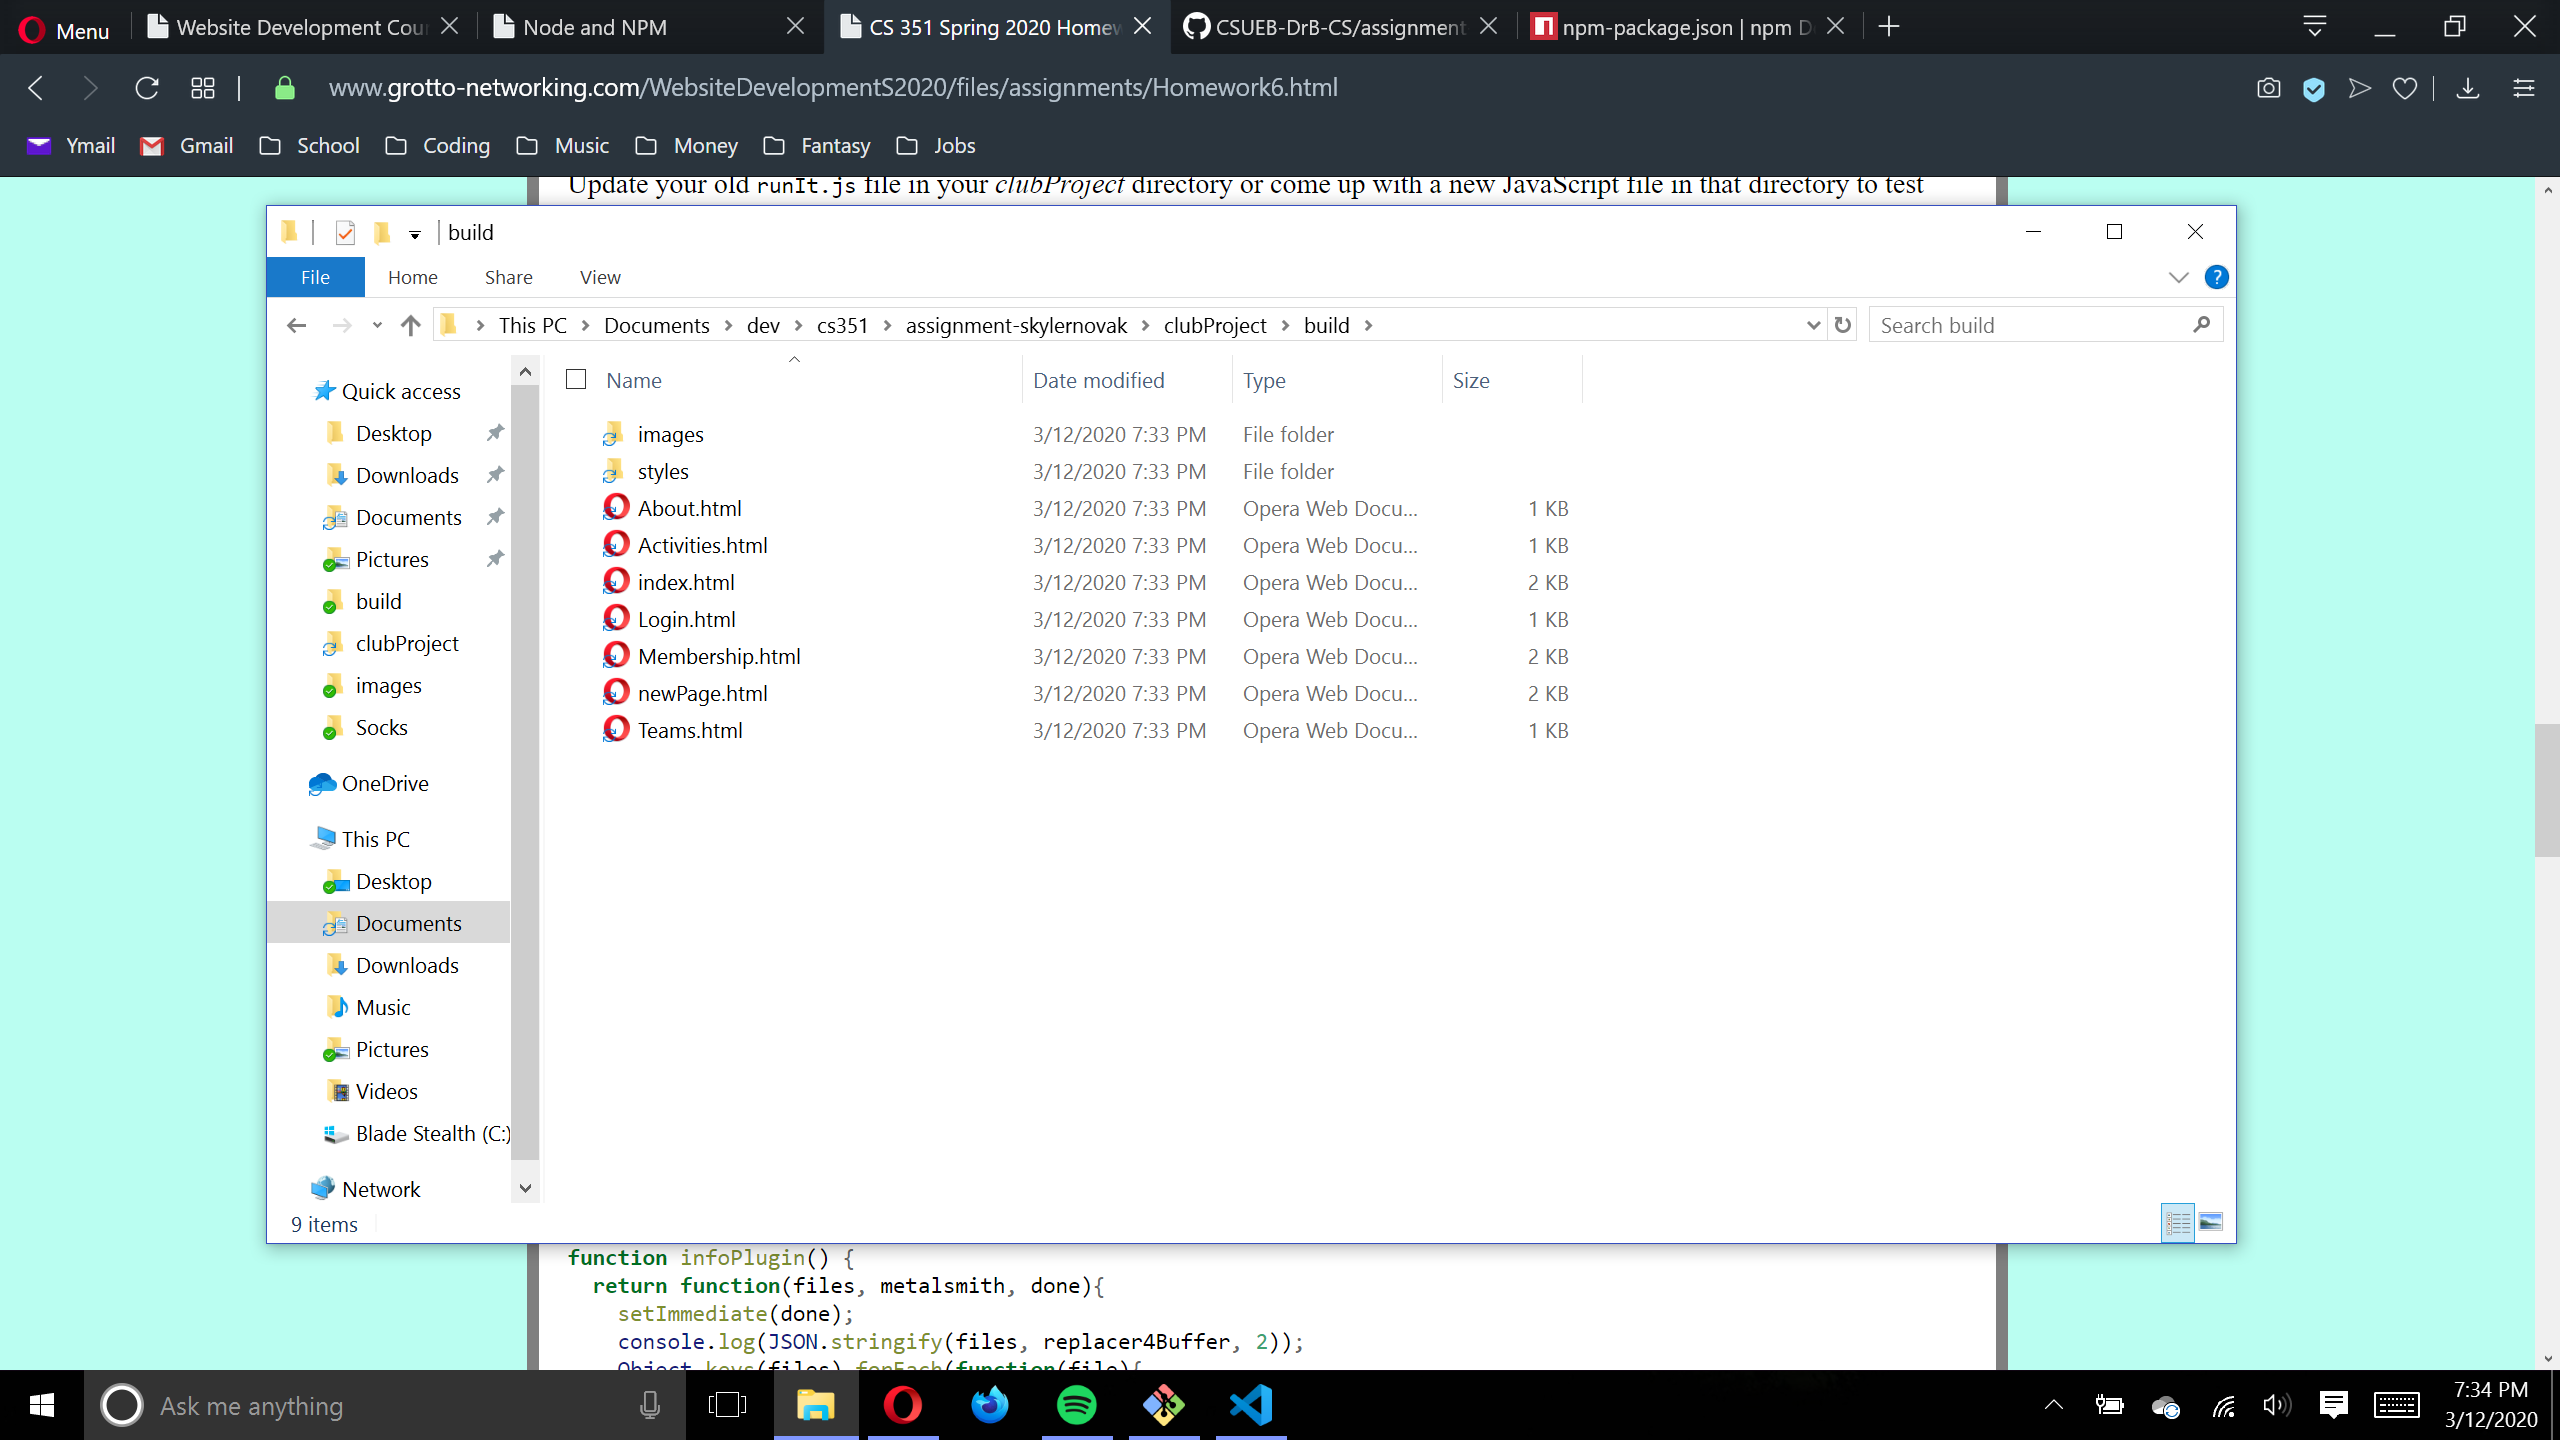 Menu
Website Development Cour
Node and NPM
CS 351 Spring 2020 Homew
CSUEB-DrB-CS/assignment
npm-package.json | npm D
www.grotto-networking.com/WebsiteDevelopmentS2020/files/assignments/Homework6.html
Ymail
Gmail
School
Coding
Music
Money
Fantasy
Jobs
Update your old runIt.js file in your clubProject directory or come up with a new JavaScript file in that directory to test
build
File
Home
Share
View
This PC > Documents > dev > cs351 > assignment-skylernovak > clubProject > build >
Search build
Quick access
Desktop
Downloads
Documents
Pictures
build
clubProject
images
Socks
OneDrive
This PC
Desktop
Documents
Downloads
Music
Pictures
Videos
Blade Stealth (C:)
Network
Name Date modified Type Size
images 3/12/2020 7:33 PM File folder
styles 3/12/2020 7:33 PM File folder
About.html 3/12/2020 7:33 PM Opera Web Docu... 1 KB
Activities.html 3/12/2020 7:33 PM Opera Web Docu... 1 KB
index.html 3/12/2020 7:33 PM Opera Web Docu... 2 KB
Login.html 3/12/2020 7:33 PM Opera Web Docu... 1 KB
Membership.html 3/12/2020 7:33 PM Opera Web Docu... 2 KB
newPage.html 3/12/2020 7:33 PM Opera Web Docu... 2 KB
Teams.html 3/12/2020 7:33 PM Opera Web Docu... 1 KB
9 items
function infoPlugin() {
return function(files, metalsmith, done){
setImmediate(done);
console.log(JSON.stringify(files, replacer4Buffer, 2));
Object.keys(files).forEach(function(file){
Ask me anything
7:34 PM
3/12/2020